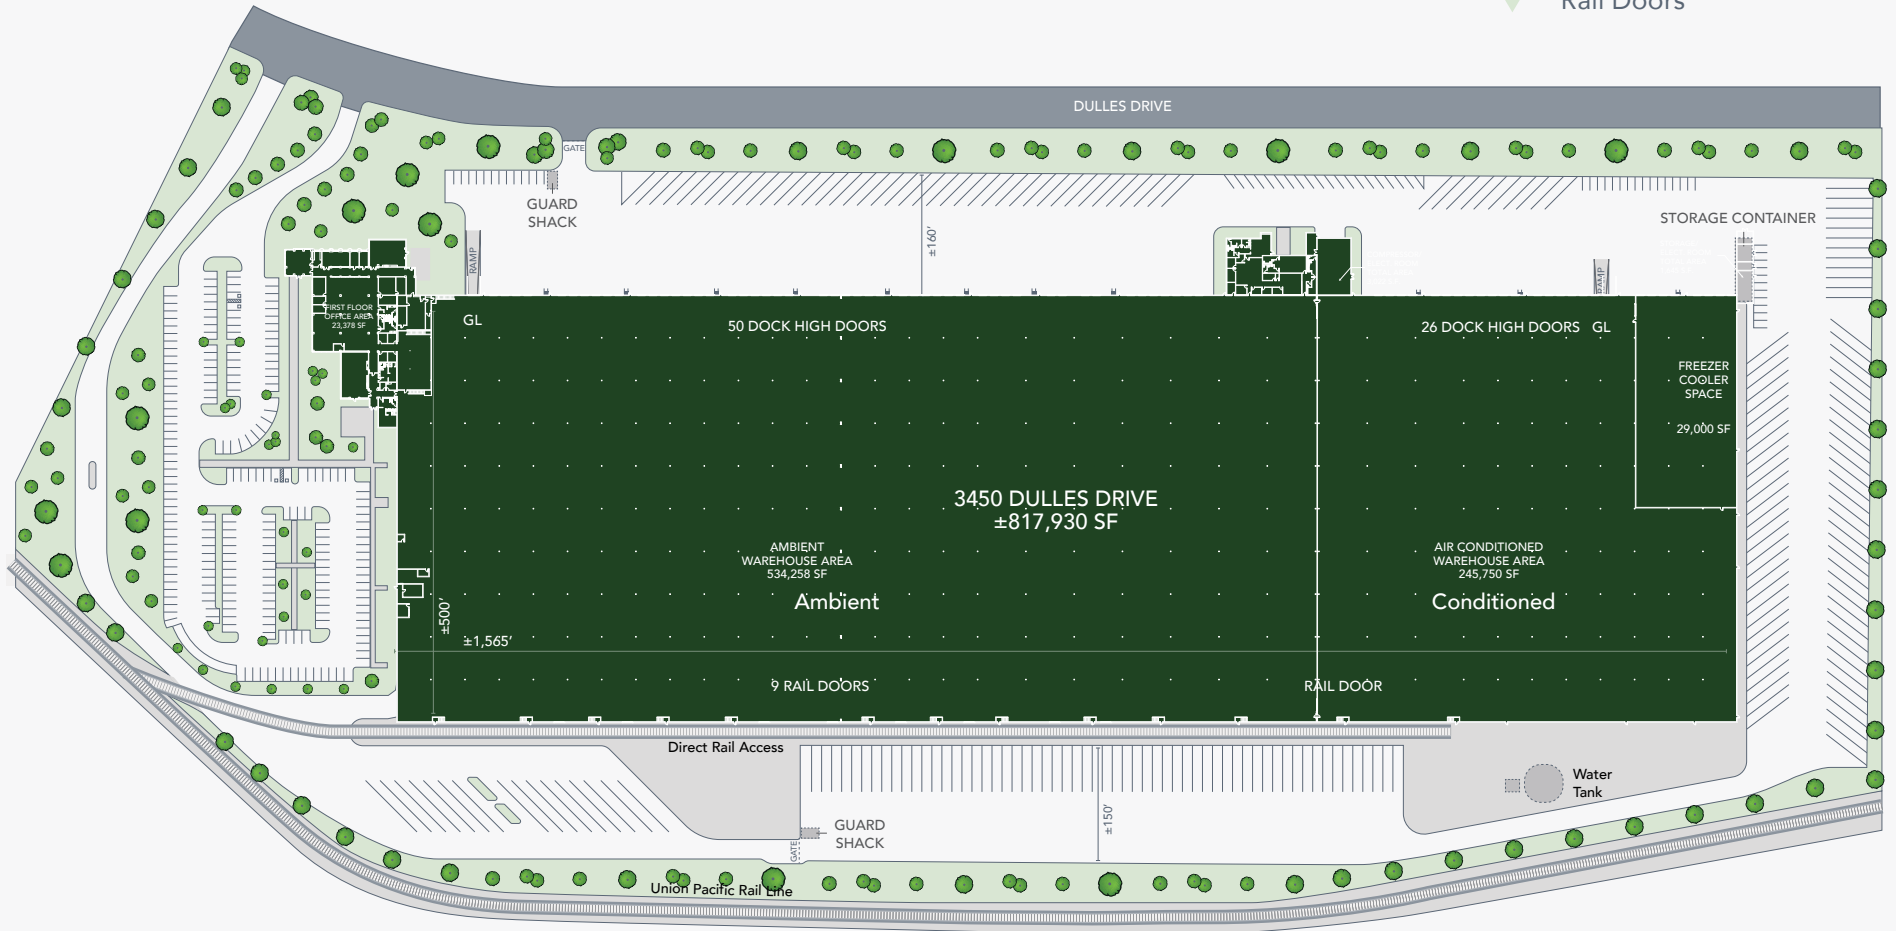 Rail Doors
DULLES DRIVE
GATE
GUARD
SHACK
STORAGE CONTAINER
RAMP
±160’
RAMP
FIRST FLOOR
OFFICE AREA
23,378 SF
GL
50 DOCK HIGH DOORS
26 DOCK HIGH DOORS GL
FREEZER
COOLER
SPACE
29,000 SF
3450 DULLES DRIVE
±817,930 SF
AMBIENT
WAREHOUSE AREA
534,258 SF
Ambient
AIR CONDITIONED
WAREHOUSE AREA
245,750 SF
Conditioned
±500’
±1,565’
9 RAIL DOORS
RAIL DOOR
Direct Rail Access
Water
Tank
±150’
GUARD
SHACK
GATE
Union Pacific Rail Line